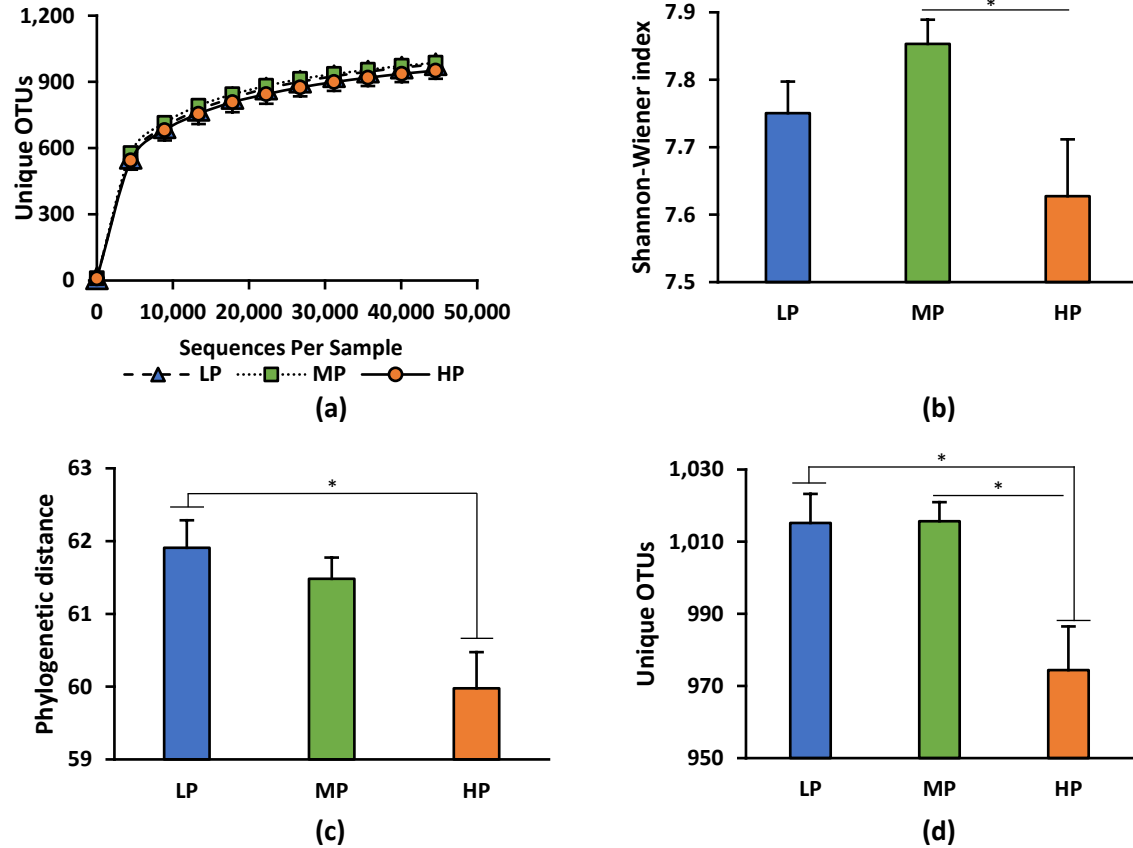 1,200
900
600
300
0
Unique OTUs
0 10,000 20,000 30,000 40,000 50,000
Sequences Per Sample
LP MP HP
(a)
7.9
7.8
7.7
7.6
7.5
Shannon-Wiener index
*
LP MP HP
(b)
63
62
61
60
59
Phylogenetic distance
*
LP MP HP
(c)
1,030
1,010
990
970
950
Unique OTUs
*
*
LP MP HP
(d)